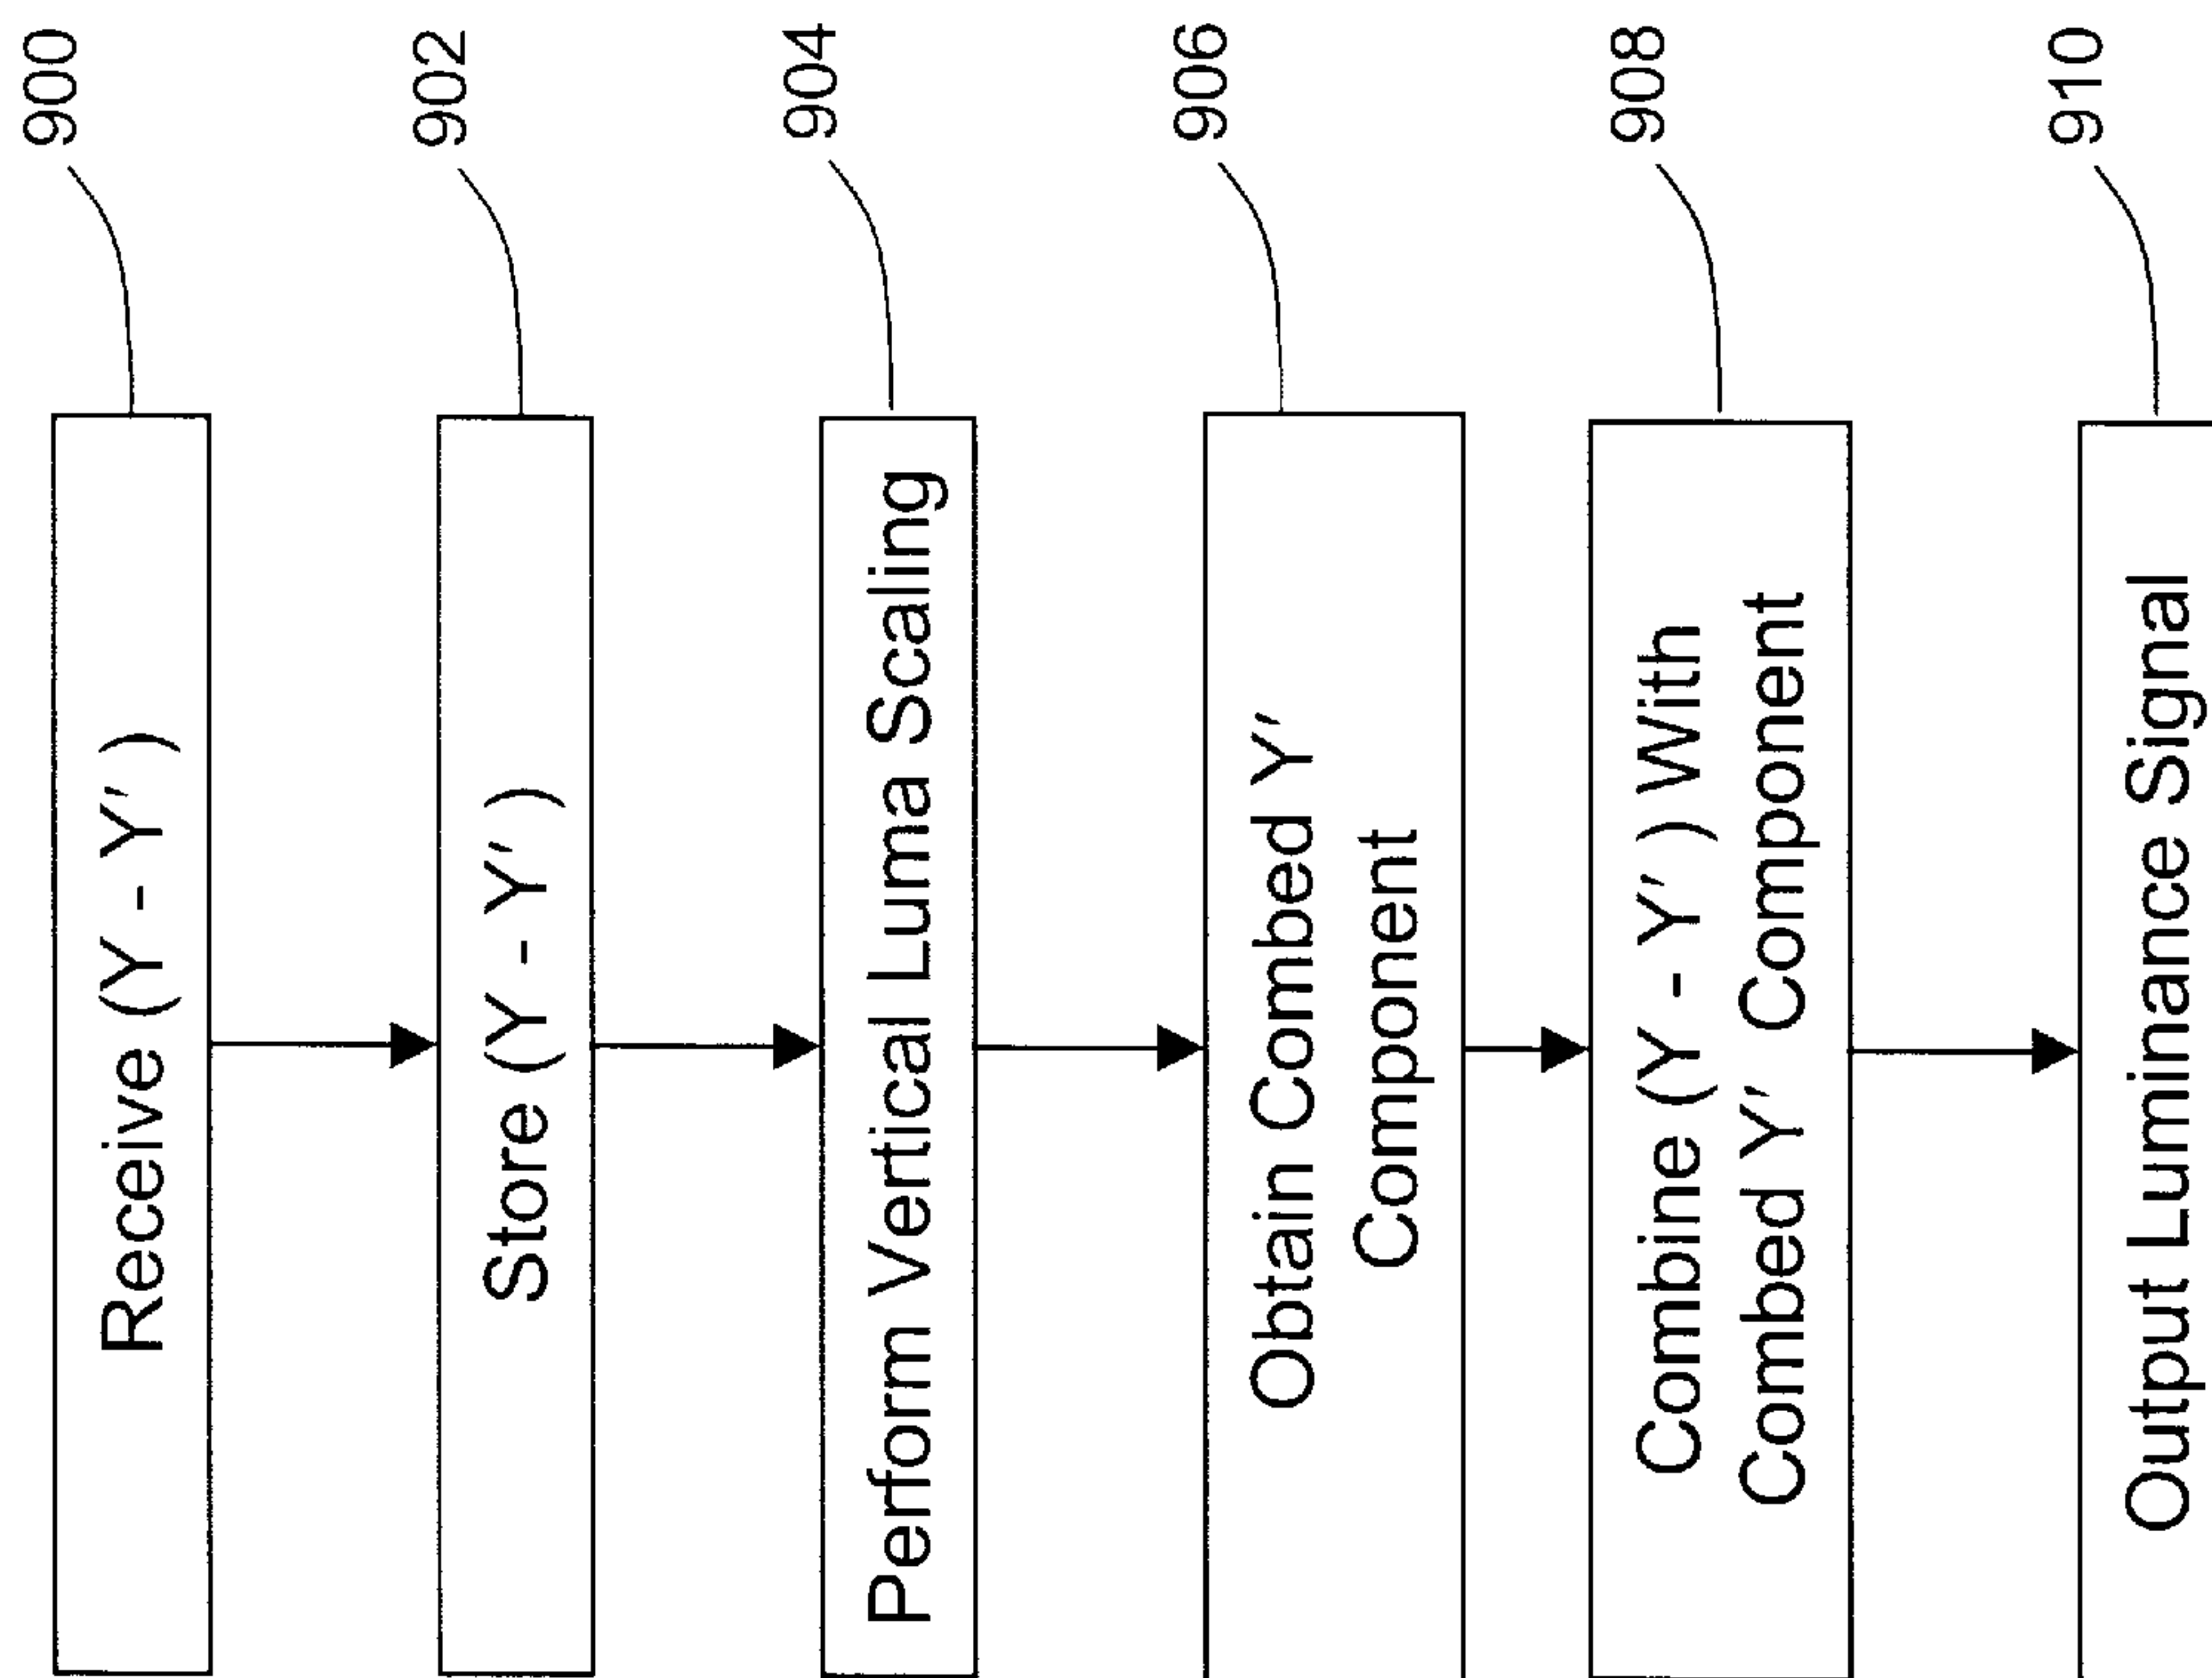 Receive (Y - Y′ )
900
Store (Y - Y′ )
902
Perform Vertical Luma Scaling
904
Obtain Combed Y′
Component
906
Combine (Y - Y′ ) With
Combed Y′ Component
908
Output Luminance Signal
910